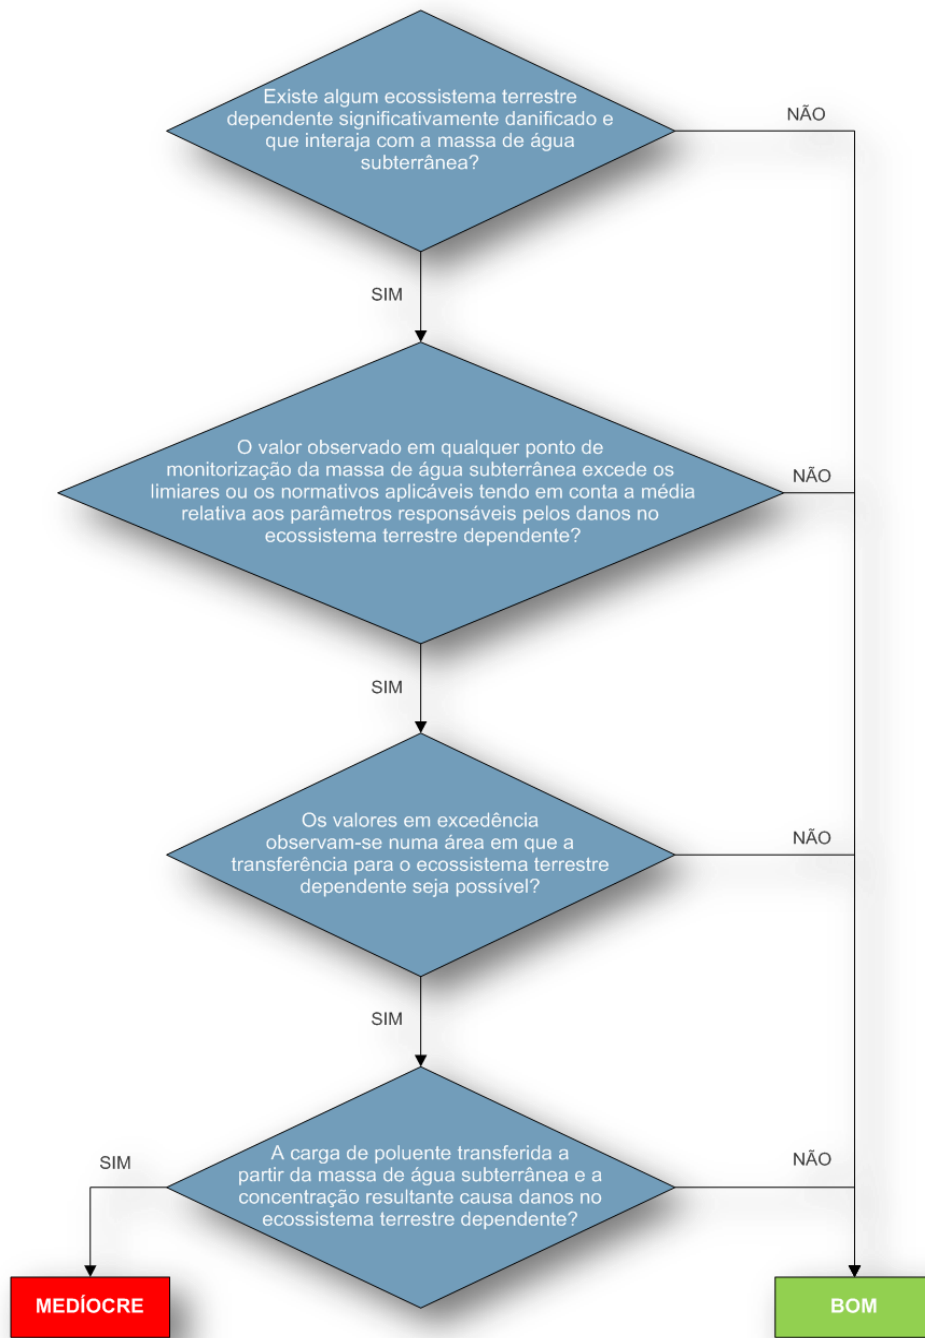 Existe algum ecossistema terrestre
dependente significativamente danificado e
que interaja com a massa de água
subterrânea?
NÃO
SIM
O valor observado em qualquer ponto de
monitorização da massa de água subterrânea excede os
limiares ou os normativos aplicáveis tendo em conta a média
relativa aos parâmetros responsáveis pelos danos no
ecossistema terrestre dependente?
NÃO
SIM
Os valores em excedência
observam-se numa área em que a
transferência para o ecossistema terrestre
dependente seja possível?
NÃO
SIM
A carga de poluente transferida a
partir da massa de água subterrânea e a
concentração resultante causa danos no
ecossistema terrestre dependente?
SIM
NÃO
MEDÍOCRE
BOM